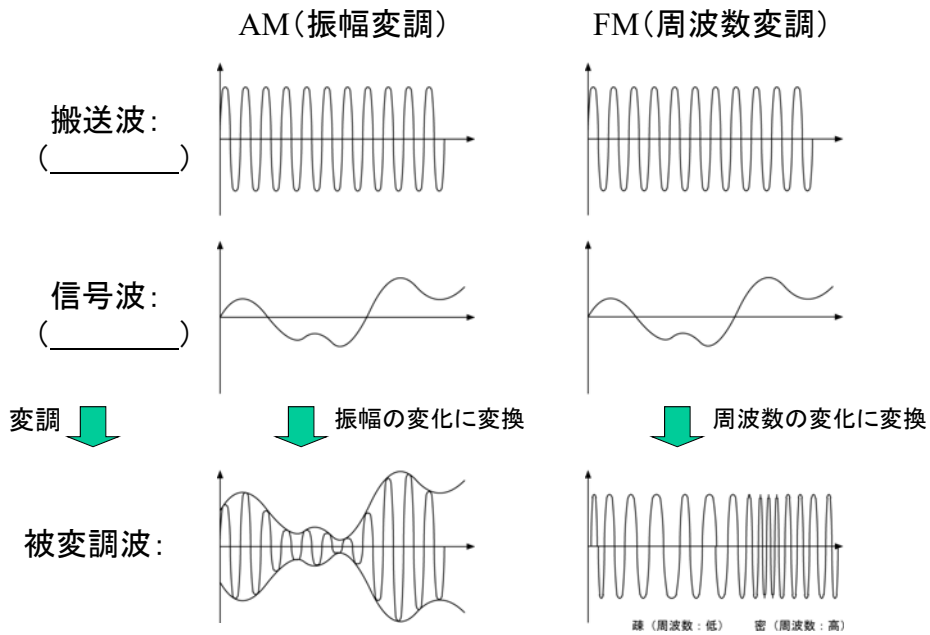 AM(振幅変調)
FM(周波数変調)
搬送波:
(________)
信号波:
(________)
変調
振幅の変化に変換
周波数の変化に変換
被変調波:
疎（周波数：低）
密（周波数：高）